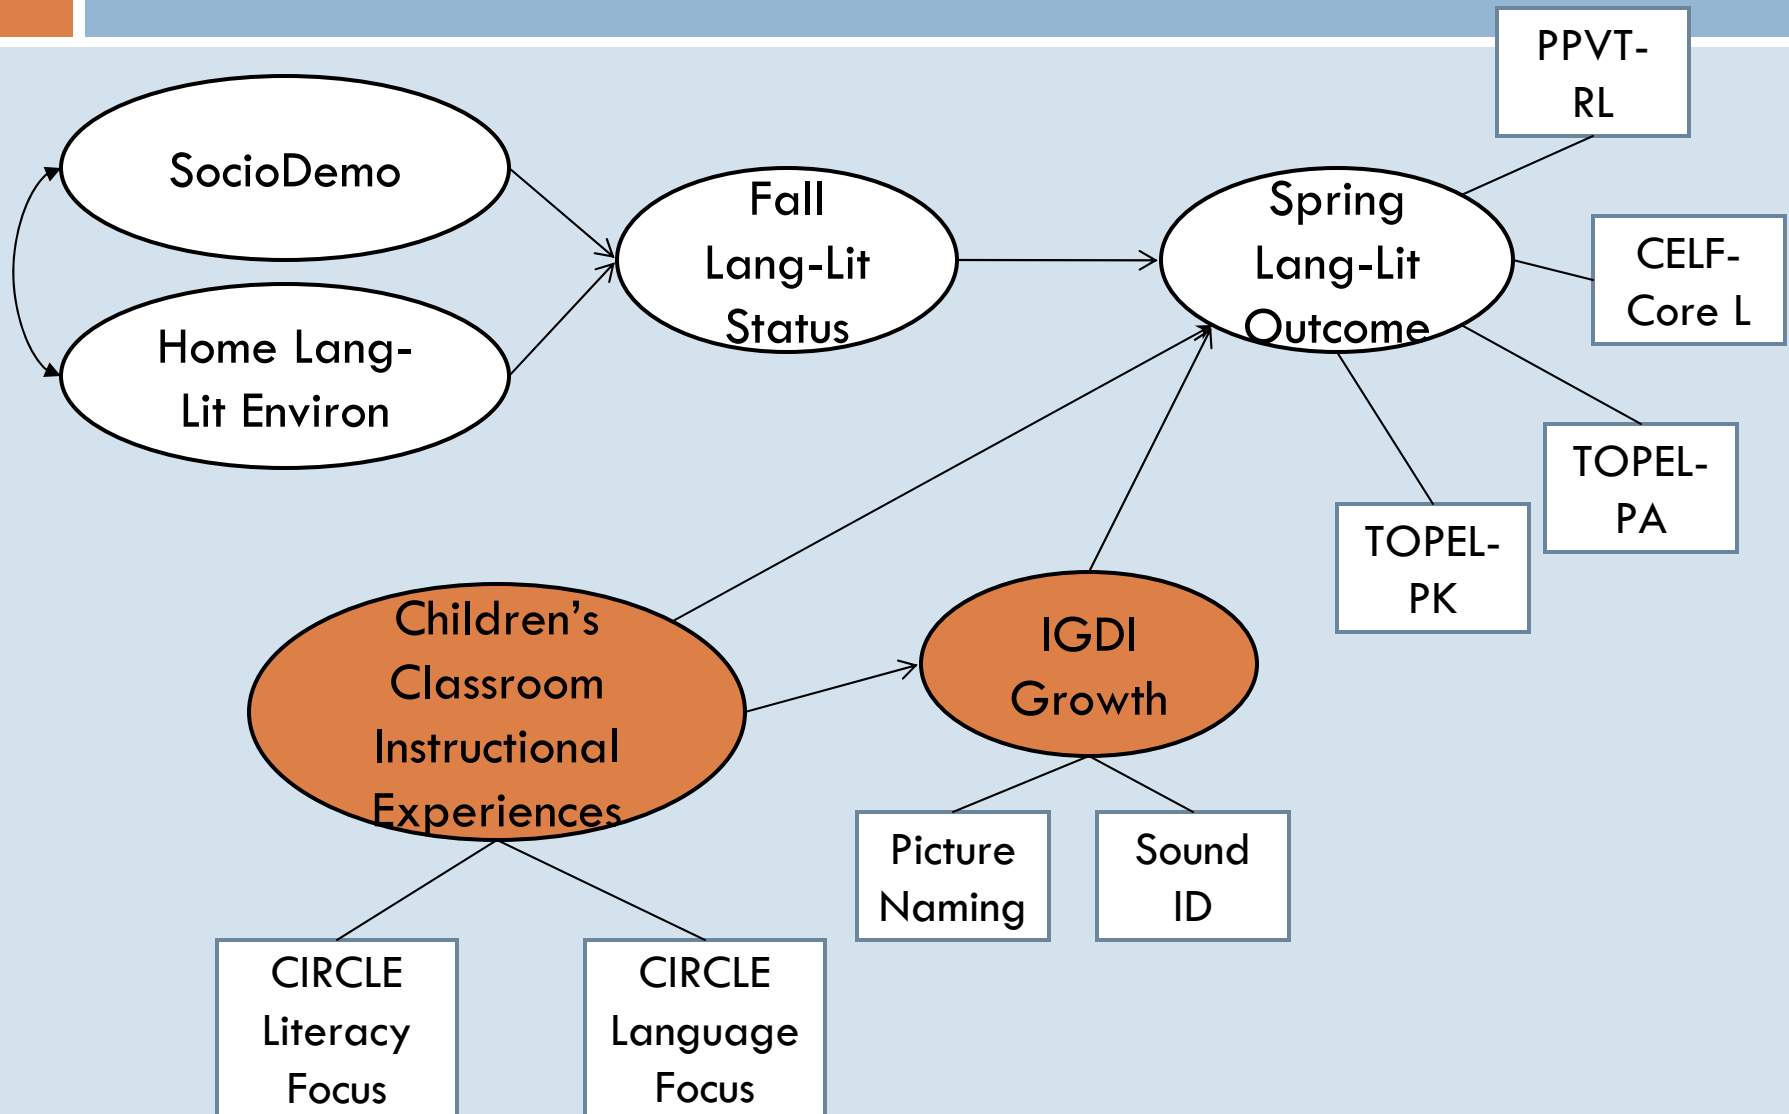 PPVT-
RL
SocioDemo
Fall
Lang-Lit
Status
Spring
Lang-Lit
Outcome
CELF-
Core L
Home Lang-
Lit Environ
TOPEL-
PA
TOPEL-
PK
Children’s
Classroom
Instructional
Experiences
IGDI
Growth
Picture
Naming
Sound
ID
CIRCLE
Literacy
Focus
CIRCLE
Language
Focus